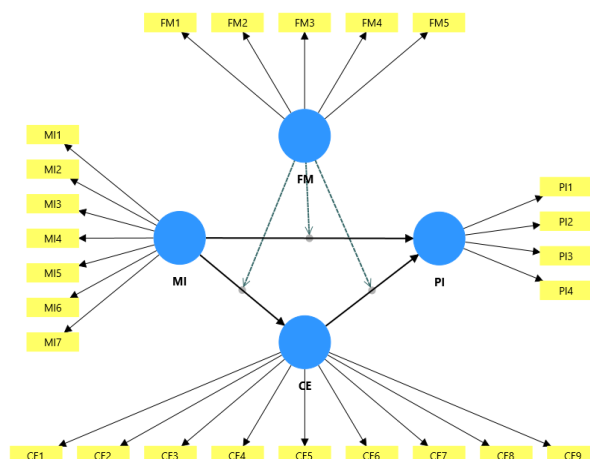 FM1 FM2 FM3 FM4 FM5
FM
MI1
MI2
MI3
MI4
MI5
MI6
MI7
MI
PI1
PI2
PI3
PI4
PI
CE
CE1 CE2 CE3 CE4 CE5 CE6 CE7 CE8 CE9